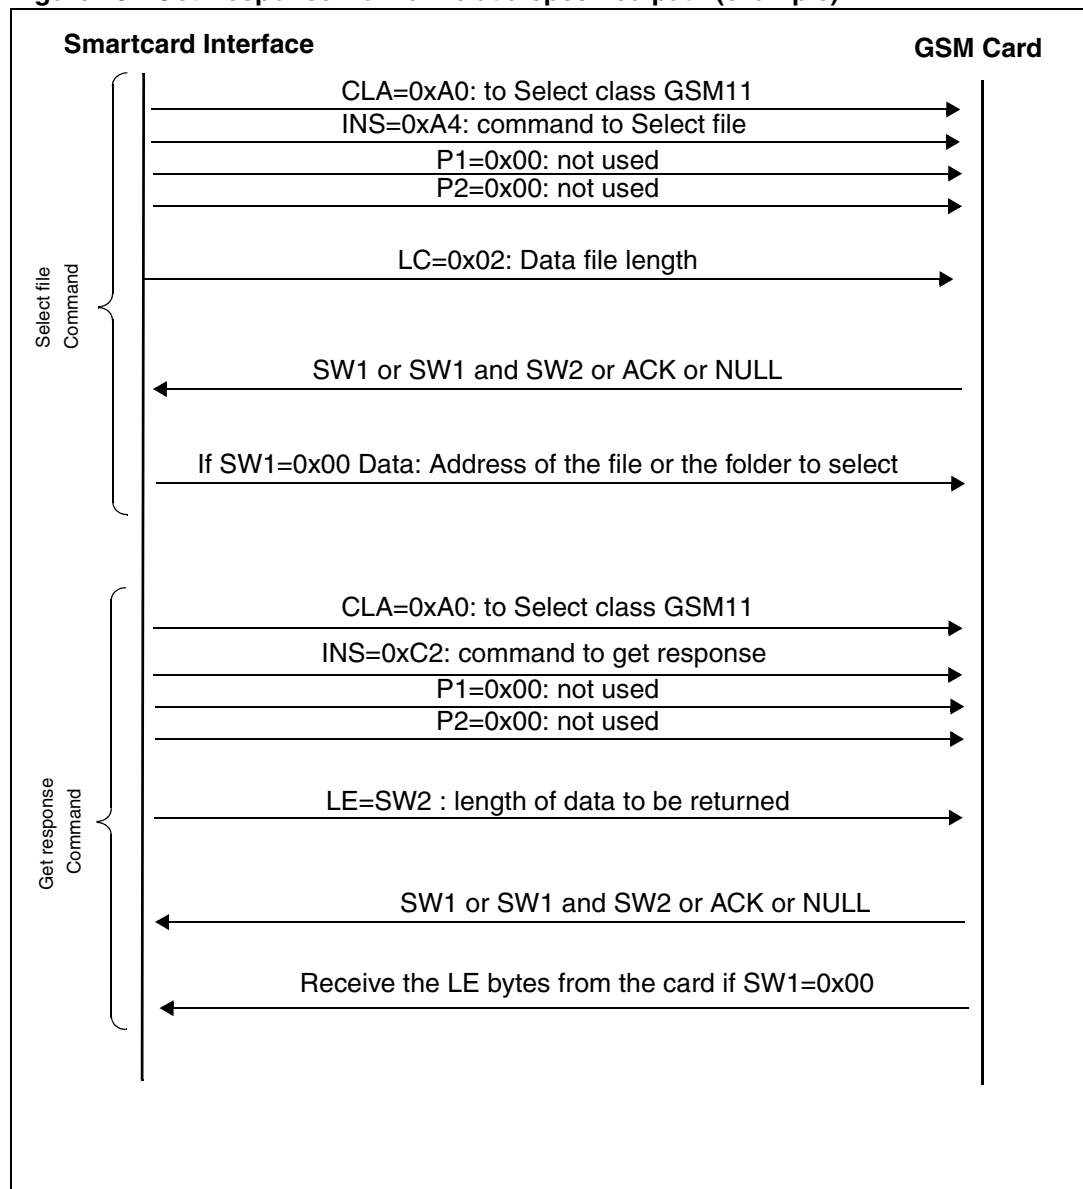 Smartcard Interface
GSM Card
CLA=0xA0: to Select class GSM11
INS=0xA4: command to Select file
P1=0x00: not used
P2=0x00: not used
LC=0x02: Data file length
Select file
Command
SW1 or SW1 and SW2 or ACK or NULL
If SW1=0x00 Data: Address of the file or the folder to select
CLA=0xA0: to Select class GSM11
INS=0xC2: command to get response
P1=0x00: not used
P2=0x00: not used
LE=SW2 : length of data to be returned
Get response
Command
SW1 or SW1 and SW2 or ACK or NULL
Receive the LE bytes from the card if SW1=0x00